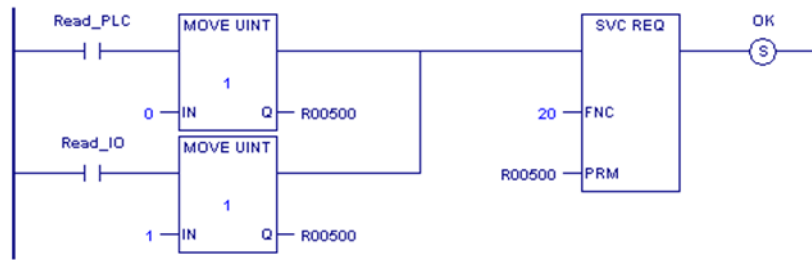 Read_PLC
MOVE UINT
1
0 IN Q R00500
Read_IO
MOVE UINT
1
1 IN Q R00500
SVC REQ
20 FNC
R00500 PRM
OK
S